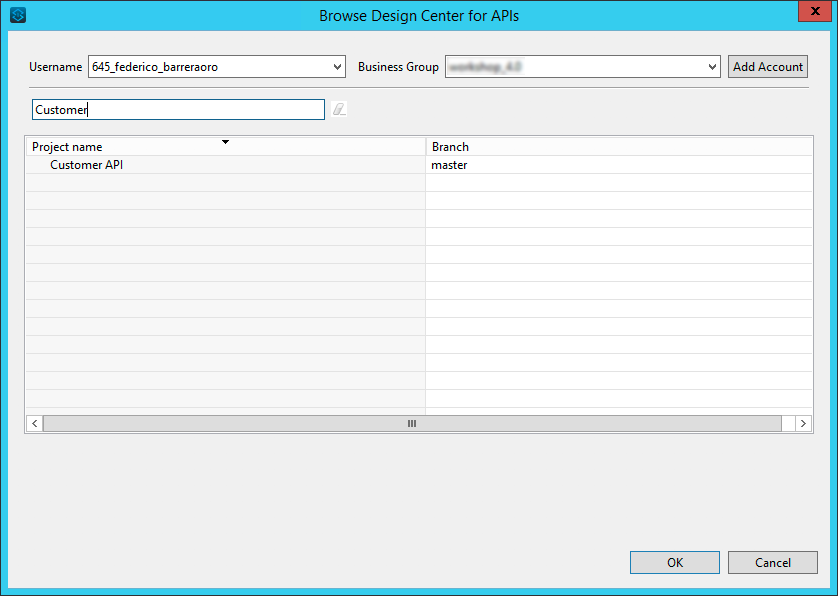 Browse Design Center for APIs
Username 645_federico_barreraoro Business Group Add Account
Customer
Project name Branch
Customer API master
OK Cancel